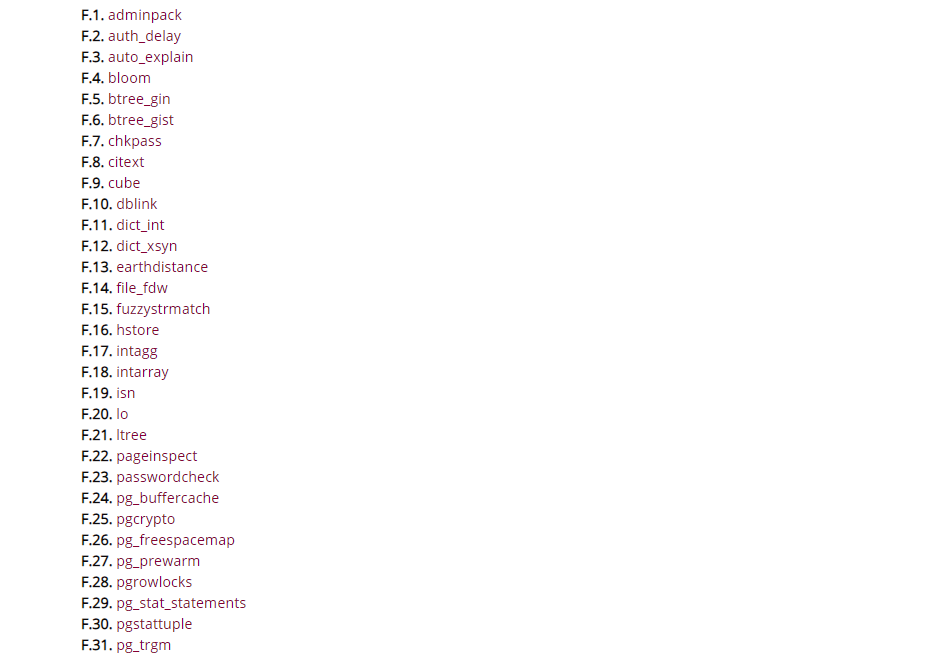 F.1. adminpack
F.2. auth_delay
F.3. auto_explain
F.4. bloom
F.5. btree_gin
F.6. btree_gist
F.7. chkpass
F.8. citext
F.9. cube
F.10. dblink
F.11. dict_int
F.12. dict_xsyn
F.13. earthdistance
F.14. file_fdw
F.15. fuzzystrmatch
F.16. hstore
F.17. intagg
F.18. intarray
F.19. isn
F.20. lo
F.21. ltree
F.22. pageinspect
F.23. passwordcheck
F.24. pg_buffercache
F.25. pgcrypto
F.26. pg_freespacemap
F.27. pg_prewarm
F.28. pgrowlocks
F.29. pg_stat_statements
F.30. pgstattuple
F.31. pg_trgm